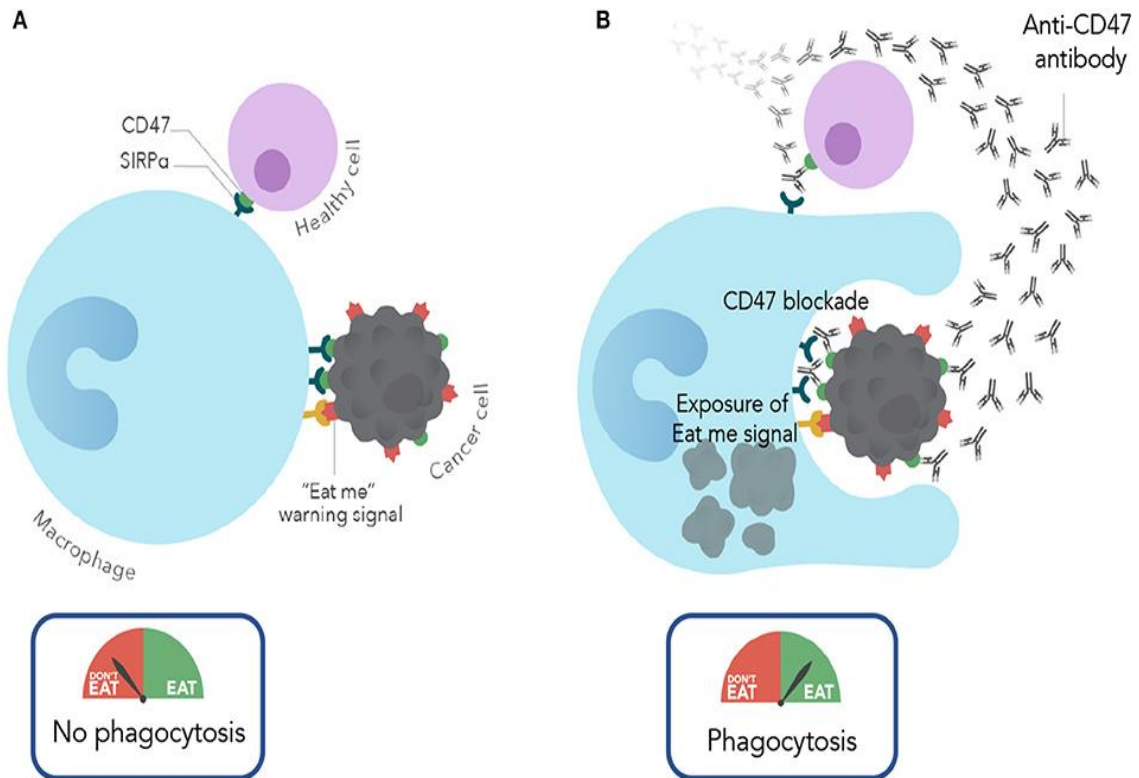 A
CD47
SIRPα
Healthy cell
Cancer cell
"Eat me"
warning signal
Macrophage
DON'T
EAT
EAT
No phagocytosis
B
Anti-CD47
antibody
CD47 blockade
Exposure of
Eat me signal
DON'T
EAT
EAT
Phagocytosis